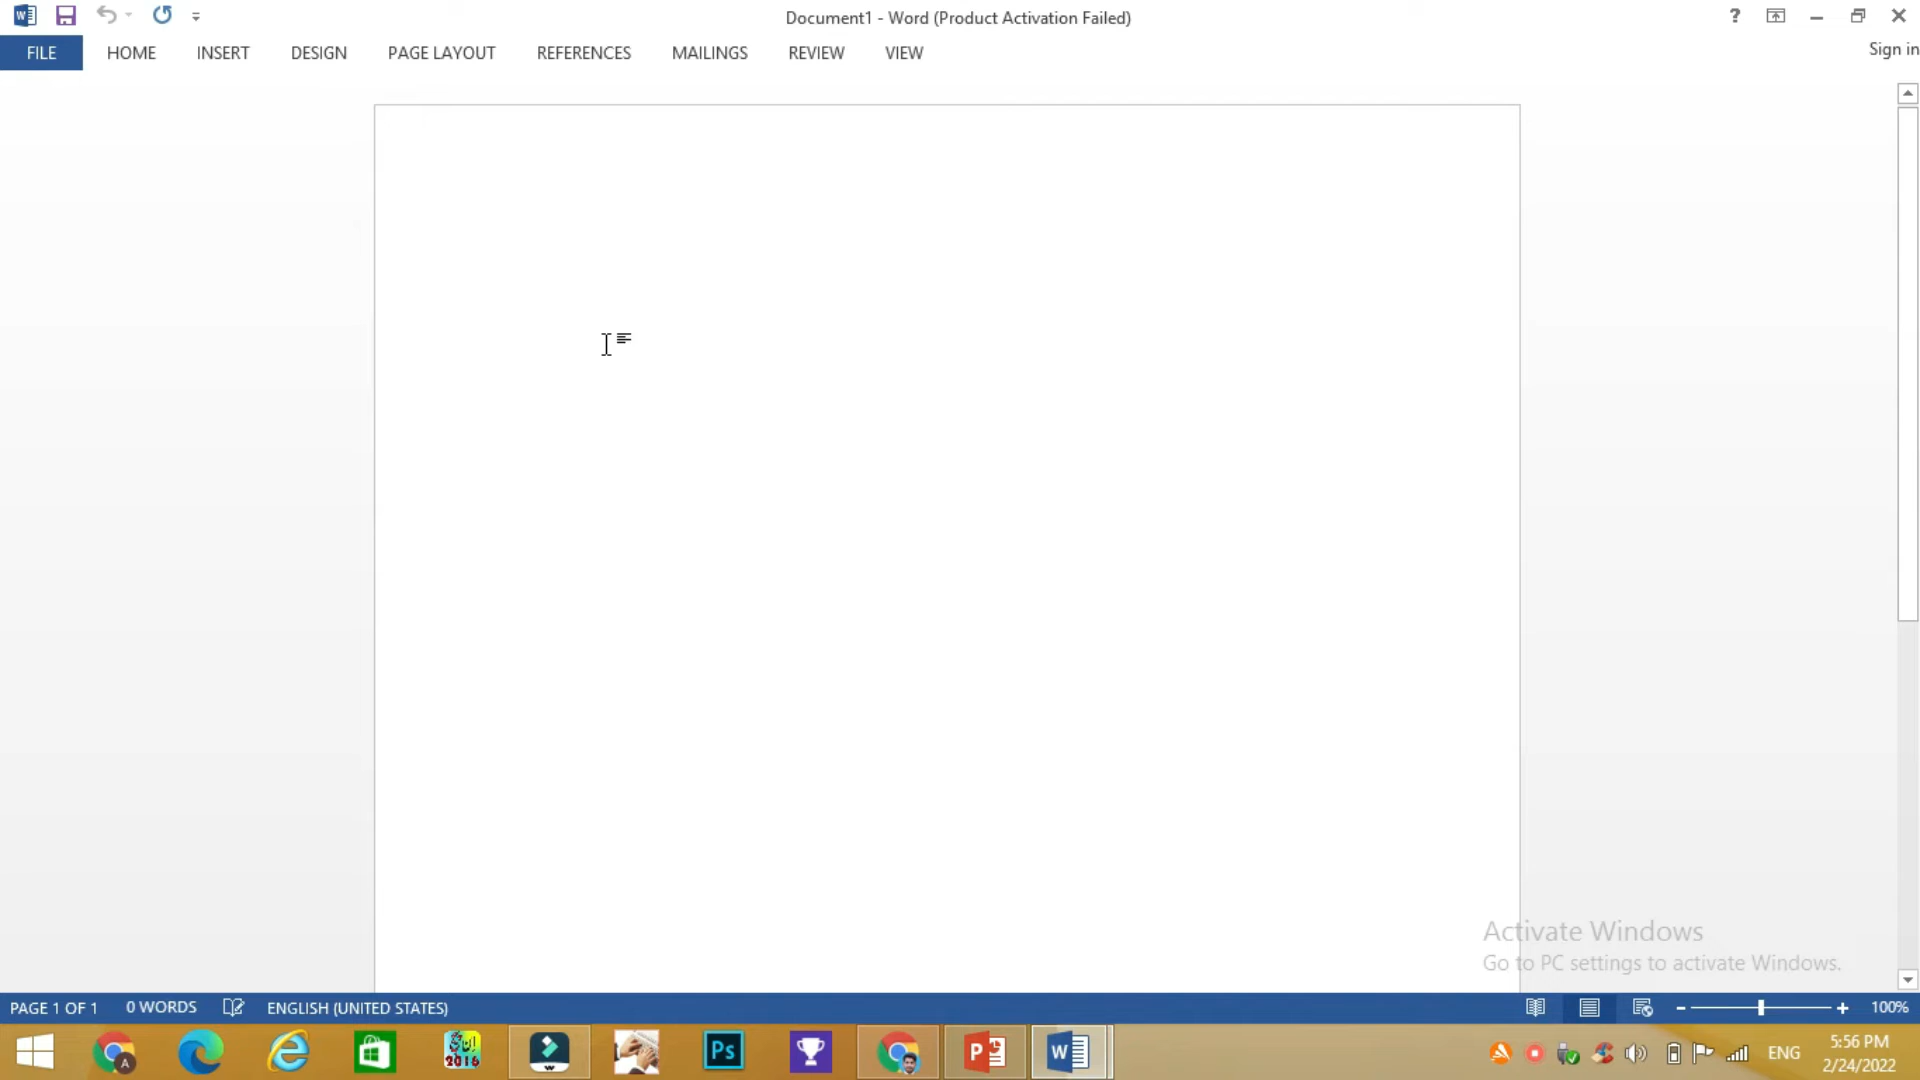 Document1 - Word (Product Activation Failed)
FILE HOME INSERT DESIGN PAGE LAYOUT REFERENCES MAILINGS REVIEW VIEW
Sign in
Activate Windows
Go to PC settings to activate Windows.
PAGE 1 OF 1 0 WORDS ENGLISH (UNITED STATES) 100%
2016
Ps
ENG
5:56 PM
2/24/2022